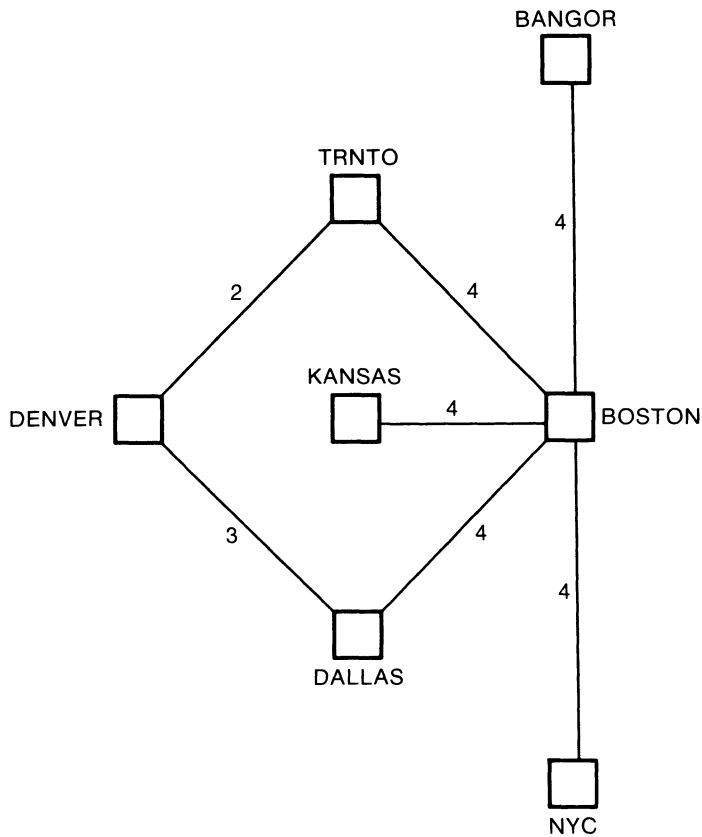 BANGOR
TRNTO
4
2
4
KANSAS
4
DENVER
BOSTON
3
4
4
DALLAS
NYC